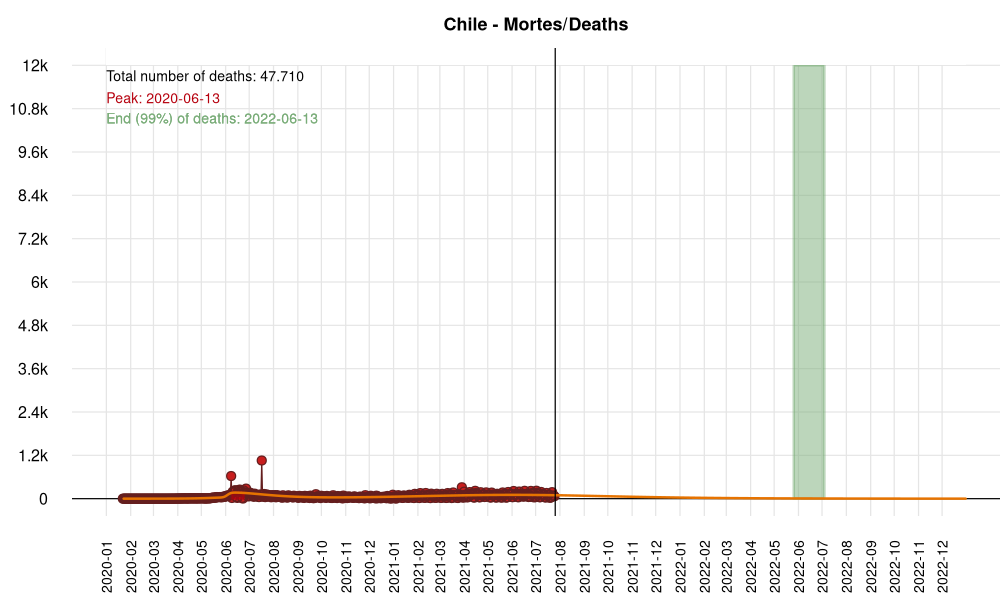 Chile - Mortes/Deaths
Total number of deaths: 47.710
Peak: 2020-06-13
End (99%) of deaths: 2022-06-13
12k
10.8k
9.6k
8.4k
7.2k
6k
4.8k
3.6k
2.4k
1.2k
0
2020-01
2020-02
2020-03
2020-04
2020-05
2020-06
2020-07
2020-08
2020-09
2020-10
2020-11
2020-12
2021-01
2021-02
2021-03
2021-04
2021-05
2021-06
2021-07
2021-08
2021-09
2021-10
2021-11
2021-12
2022-01
2022-02
2022-03
2022-04
2022-05
2022-06
2022-07
2022-08
2022-09
2022-10
2022-11
2022-12